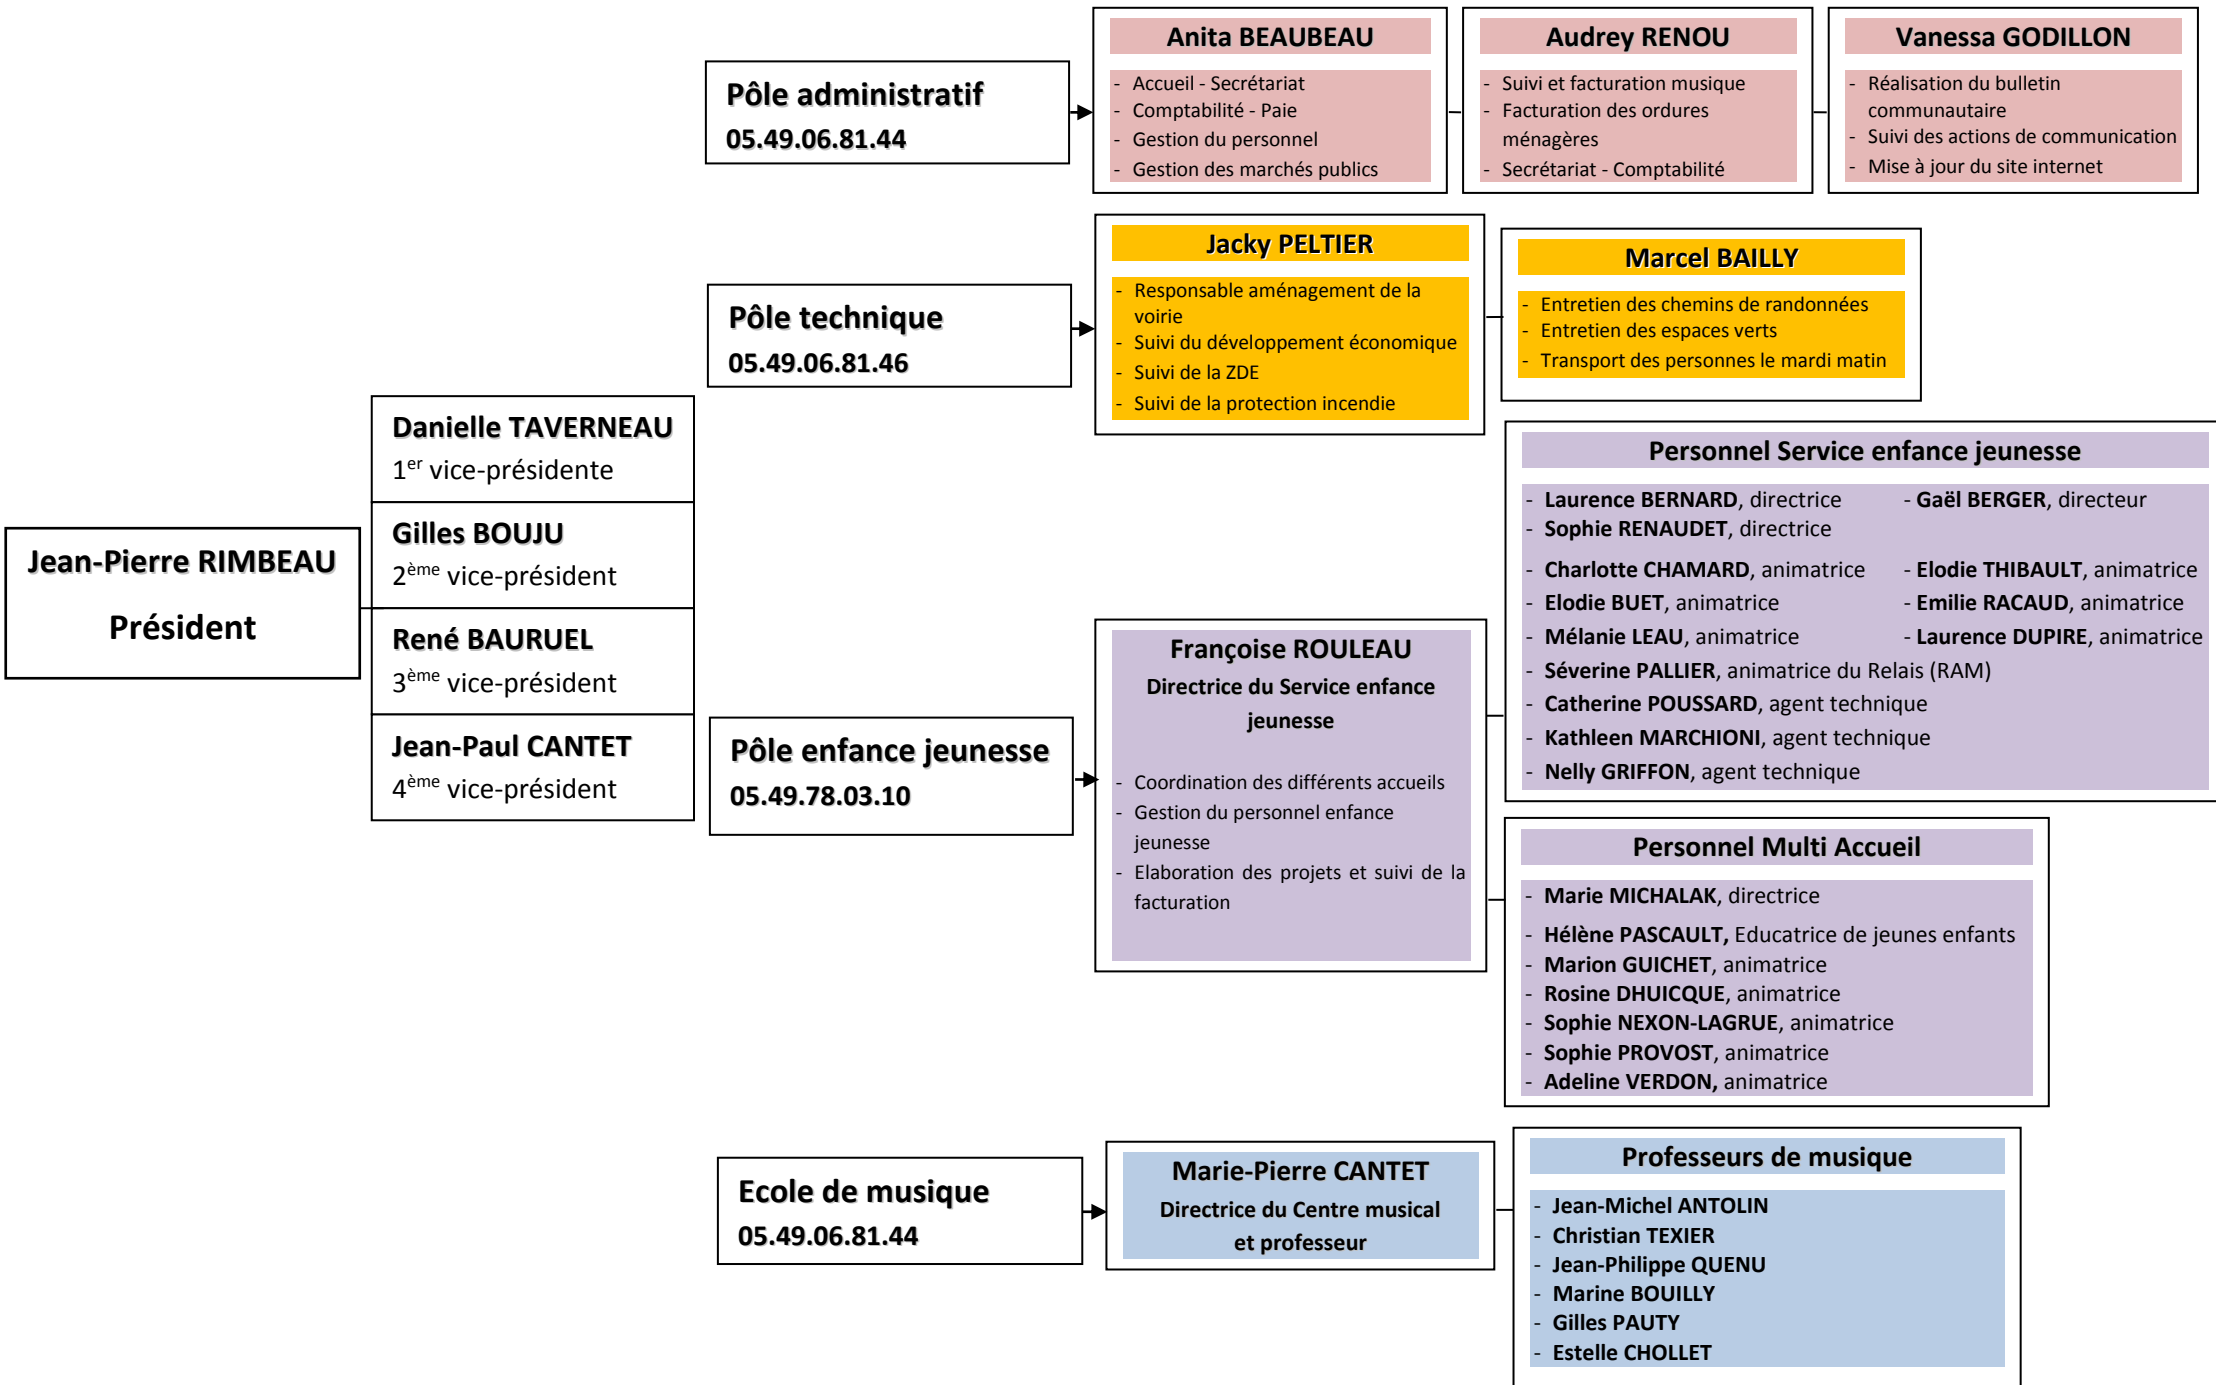 Jean-Pierre RIMBEAU
Président
Danielle TAVERNEAU
1er vice-présidente
Gilles BOUJU
2ème vice-président
René BAURUEL
3ème vice-président
Jean-Paul CANTET
4ème vice-président
Pôle administratif
05.49.06.81.44
Anita BEAUBEAU
- Accueil - Secrétariat
- Comptabilité - Paie
- Gestion du personnel
- Gestion des marchés publics
Audrey RENOU
- Suivi et facturation musique
- Facturation des ordures
ménagères
- Secrétariat - Comptabilité
Vanessa GODILLON
- Réalisation du bulletin
communautaire
- Suivi des actions de communication
- Mise à jour du site internet
Pôle technique
05.49.06.81.46
Jacky PELTIER
- Responsable aménagement de la
voirie
- Suivi du développement économique
- Suivi de la ZDE
- Suivi de la protection incendie
Marcel BAILLY
- Entretien des chemins de randonnées
- Entretien des espaces verts
- Transport des personnes le mardi matin
Pôle enfance jeunesse
05.49.78.03.10
Françoise ROULEAU
Directrice du Service enfance
jeunesse
- Coordination des différents accueils
- Gestion du personnel enfance
jeunesse
- Elaboration des projets et suivi de la
facturation
Personnel Service enfance jeunesse
- Laurence BERNARD, directrice - Gaël BERGER, directeur
- Sophie RENAUDET, directrice
- Charlotte CHAMARD, animatrice - Elodie THIBAULT, animatrice
- Elodie BUET, animatrice - Emilie RACAUD, animatrice
- Mélanie LEAU, animatrice - Laurence DUPIRE, animatrice
- Séverine PALLIER, animatrice du Relais (RAM)
- Catherine POUSSARD, agent technique
- Kathleen MARCHIONI, agent technique
- Nelly GRIFFON, agent technique
Personnel Multi Accueil
- Marie MICHALAK, directrice
- Hélène PASCAULT, Educatrice de jeunes enfants
- Marion GUICHET, animatrice
- Rosine DHUICQUE, animatrice
- Sophie NEXON-LAGRUE, animatrice
- Sophie PROVOST, animatrice
- Adeline VERDON, animatrice
Ecole de musique
05.49.06.81.44
Marie-Pierre CANTET
Directrice du Centre musical
et professeur
Professeurs de musique
- Jean-Michel ANTOLIN
- Christian TEXIER
- Jean-Philippe QUENU
- Marine BOUILLY
- Gilles PAUTY
- Estelle CHOLLET